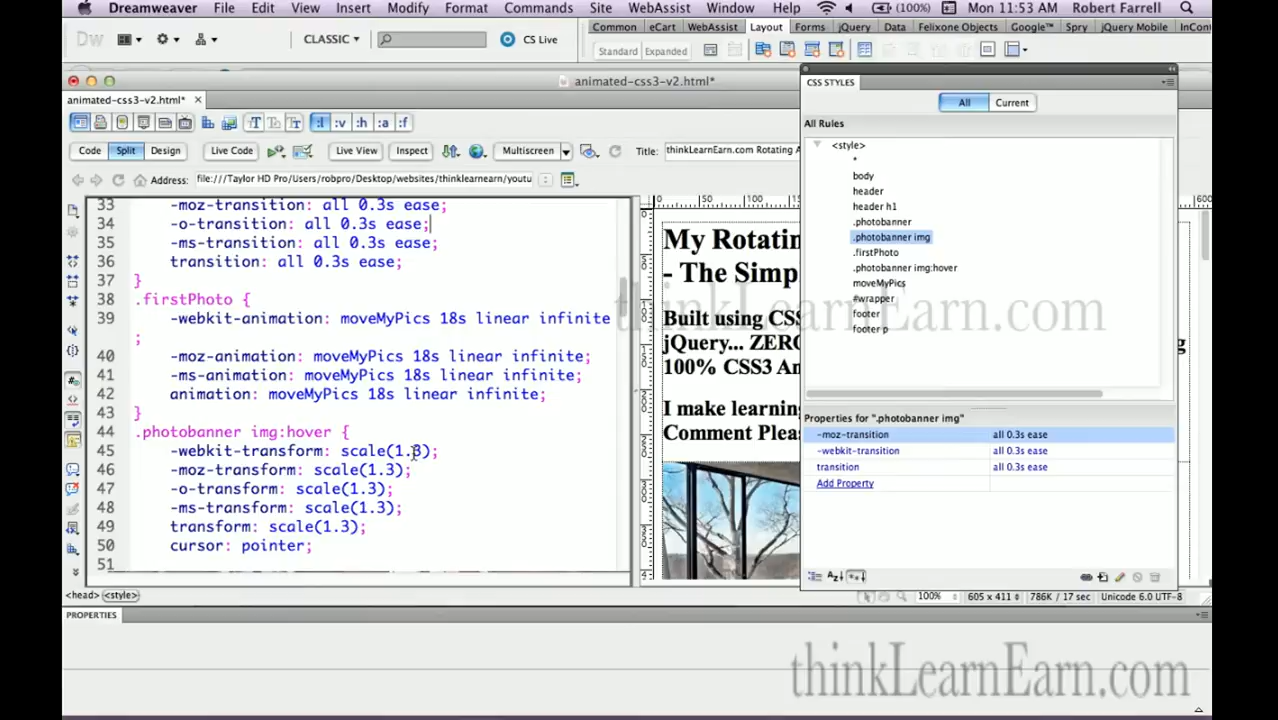 Dreamweaver File Edit View Insert Modify Format Commands Site WebAssist Window Help (100%) Mon 11:53 AM Robert Farrell
Common eCart WebAssist Layout Forms jQuery Data Felixone Objects Google™ Spry jQuery Mobile InCont
Dw CLASSIC CS Live
Standard Expanded
animated-css3-v2.html*
animated-css3-v2.html*
:l :v :h :a :f
Code Split Design Live Code Live View Inspect Multiscreen Title: thinkLearnEarn.com Rotating A
Address: file:///Taylor HD Pro/Users/robpro/Desktop/websites/thinklearnearn/youtu
33 -moz-transition: all 0.3s ease;
34 -o-transition: all 0.3s ease;
35 -ms-transition: all 0.3s ease;
36 transition: all 0.3s ease;
37 }
38 .firstPhoto {
39 -webkit-animation: moveMyPics 18s linear infinite
;
40 -moz-animation: moveMyPics 18s linear infinite;
41 -ms-animation: moveMyPics 18s linear infinite;
42 animation: moveMyPics 18s linear infinite;
43 }
44 .photobanner img:hover {
45 -webkit-transform: scale(1.3);
46 -moz-transform: scale(1.3);
47 -o-transform: scale(1.3);
48 -ms-transform: scale(1.3);
49 transform: scale(1.3);
50 cursor: pointer;
51
0 50 100 150 600
My Rotatin
- The Simp
Built using CSS
jQuery... ZERO
100% CSS3 An
I make learning
Comment Pleas
thinkLearnEarn.com
CSS STYLES
All Current
All Rules
<style>
*
body
header
header h1
.photobanner
.photobanner img
.firstPhoto
.photobanner img:hover
moveMyPics
#wrapper
footer
footer p
Properties for ".photobanner img"
-moz-transition all 0.3s ease
-webkit-transition all 0.3s ease
transition all 0.3s ease
Add Property
<head> <style> 100% 605 x 411 786K / 17 sec Unicode 6.0 UTF-8
PROPERTIES
thinkLearnEarn.com